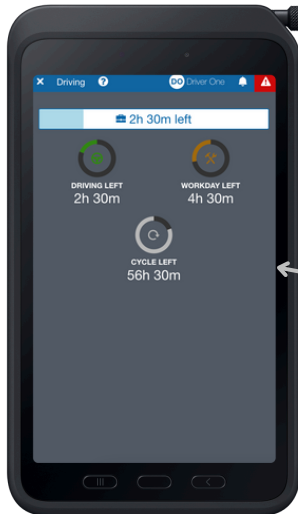 × Driving ? DO Driver One
2h 30m left
DRIVING LEFT
2h 30m
WORKDAY LEFT
4h 30m
CYCLE LEFT
56h 30m